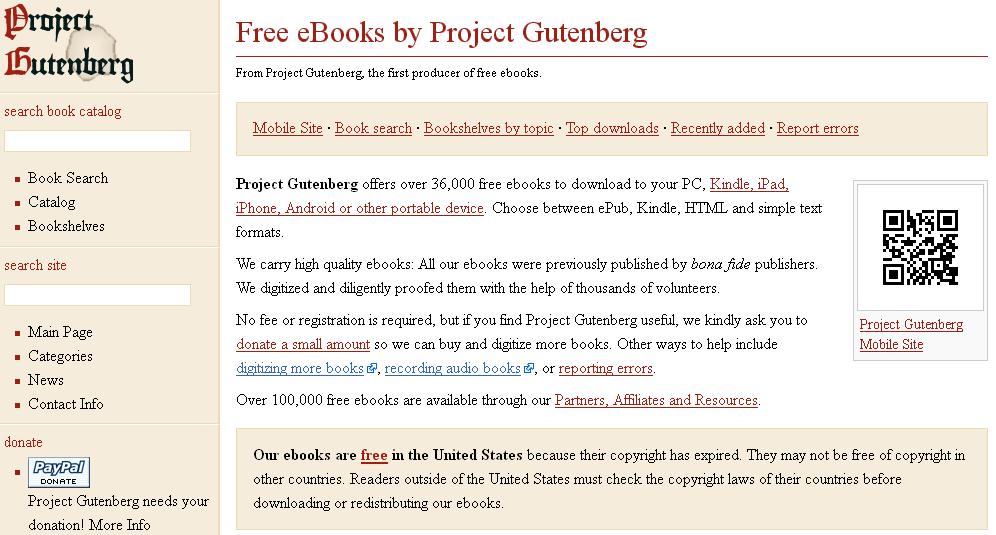 Project
Gutenberg
search book catalog
Book Search
Catalog
Bookshelves
search site
Main Page
Categories
News
Contact Info
donate
PayPal
DONATE
Project Gutenberg needs your
donation! More Info
Free eBooks by Project Gutenberg
From Project Gutenberg, the first producer of free ebooks.
Mobile Site · Book search · Bookshelves by topic · Top downloads · Recently added · Report errors
Project Gutenberg offers over 36,000 free ebooks to download to your PC, Kindle, iPad,
iPhone, Android or other portable device. Choose between ePub, Kindle, HTML and simple text
formats.
We carry high quality ebooks: All our ebooks were previously published by bona fide publishers.
We digitized and diligently proofed them with the help of thousands of volunteers.
No fee or registration is required, but if you find Project Gutenberg useful, we kindly ask you to
donate a small amount so we can buy and digitize more books. Other ways to help include
digitizing more books, recording audio books, or reporting errors.
Over 100,000 free ebooks are available through our Partners, Affiliates and Resources.
Project Gutenberg
Mobile Site
Our ebooks are free in the United States because their copyright has expired. They may not be free of copyright in
other countries. Readers outside of the United States must check the copyright laws of their countries before
downloading or redistributing our ebooks.